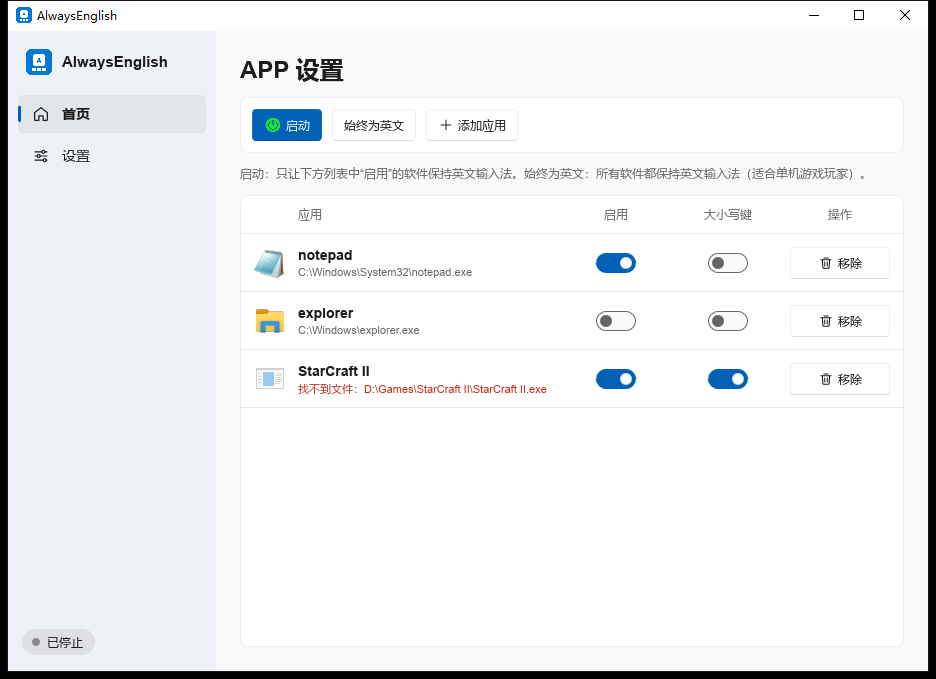 AlwaysEnglish
AlwaysEnglish
首页
设置
已停止
APP 设置
启动
始终为英文
添加应用
启动：只让下方列表中“启用”的软件保持英文输入法。始终为英文：所有软件都保持英文输入法（适合单机游戏玩家）。
应用 启用 大小写键 操作
notepad
C:\Windows\System32\notepad.exe
移除
explorer
C:\Windows\explorer.exe
移除
StarCraft II
找不到文件：D:\Games\StarCraft II\StarCraft II.exe
移除